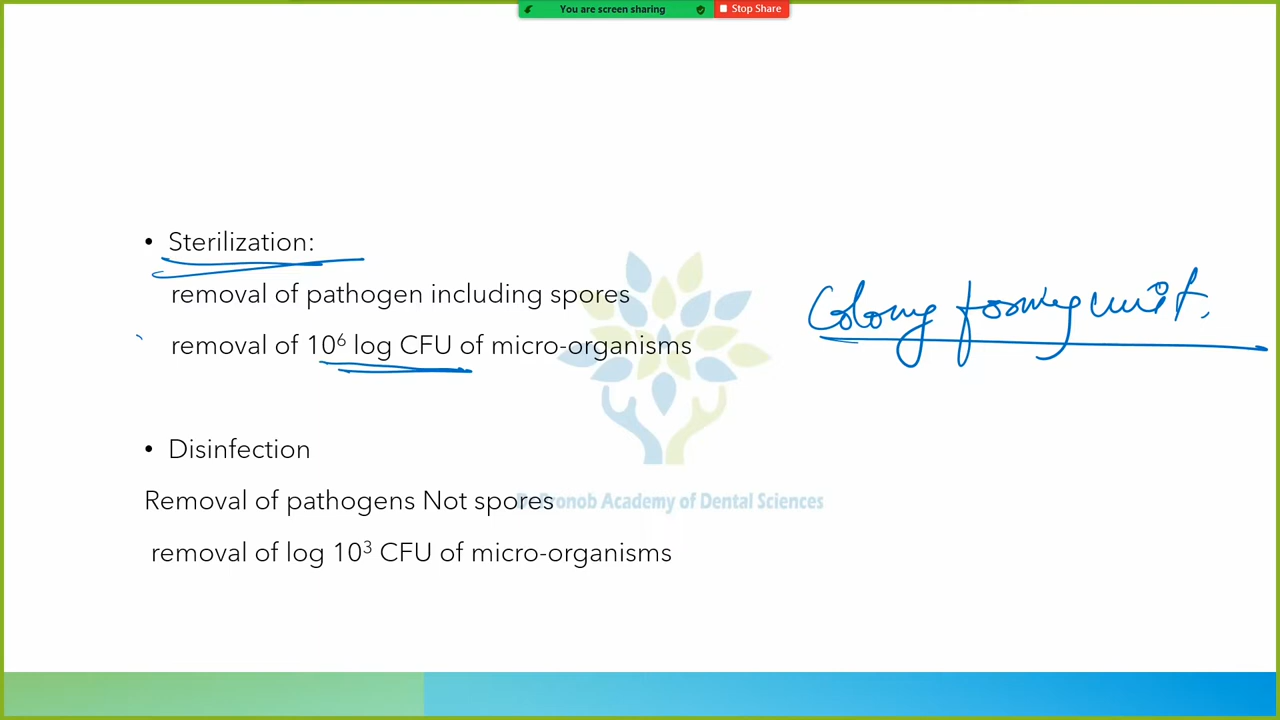 You are screen sharing Stop Share
• Sterilization:
removal of pathogen including spores
removal of 10⁶ log CFU of micro-organisms
Colony forming unit.
• Disinfection
Removal of pathogens Not spores
Pronob Academy of Dental Sciences
removal of log 10³ CFU of micro-organisms